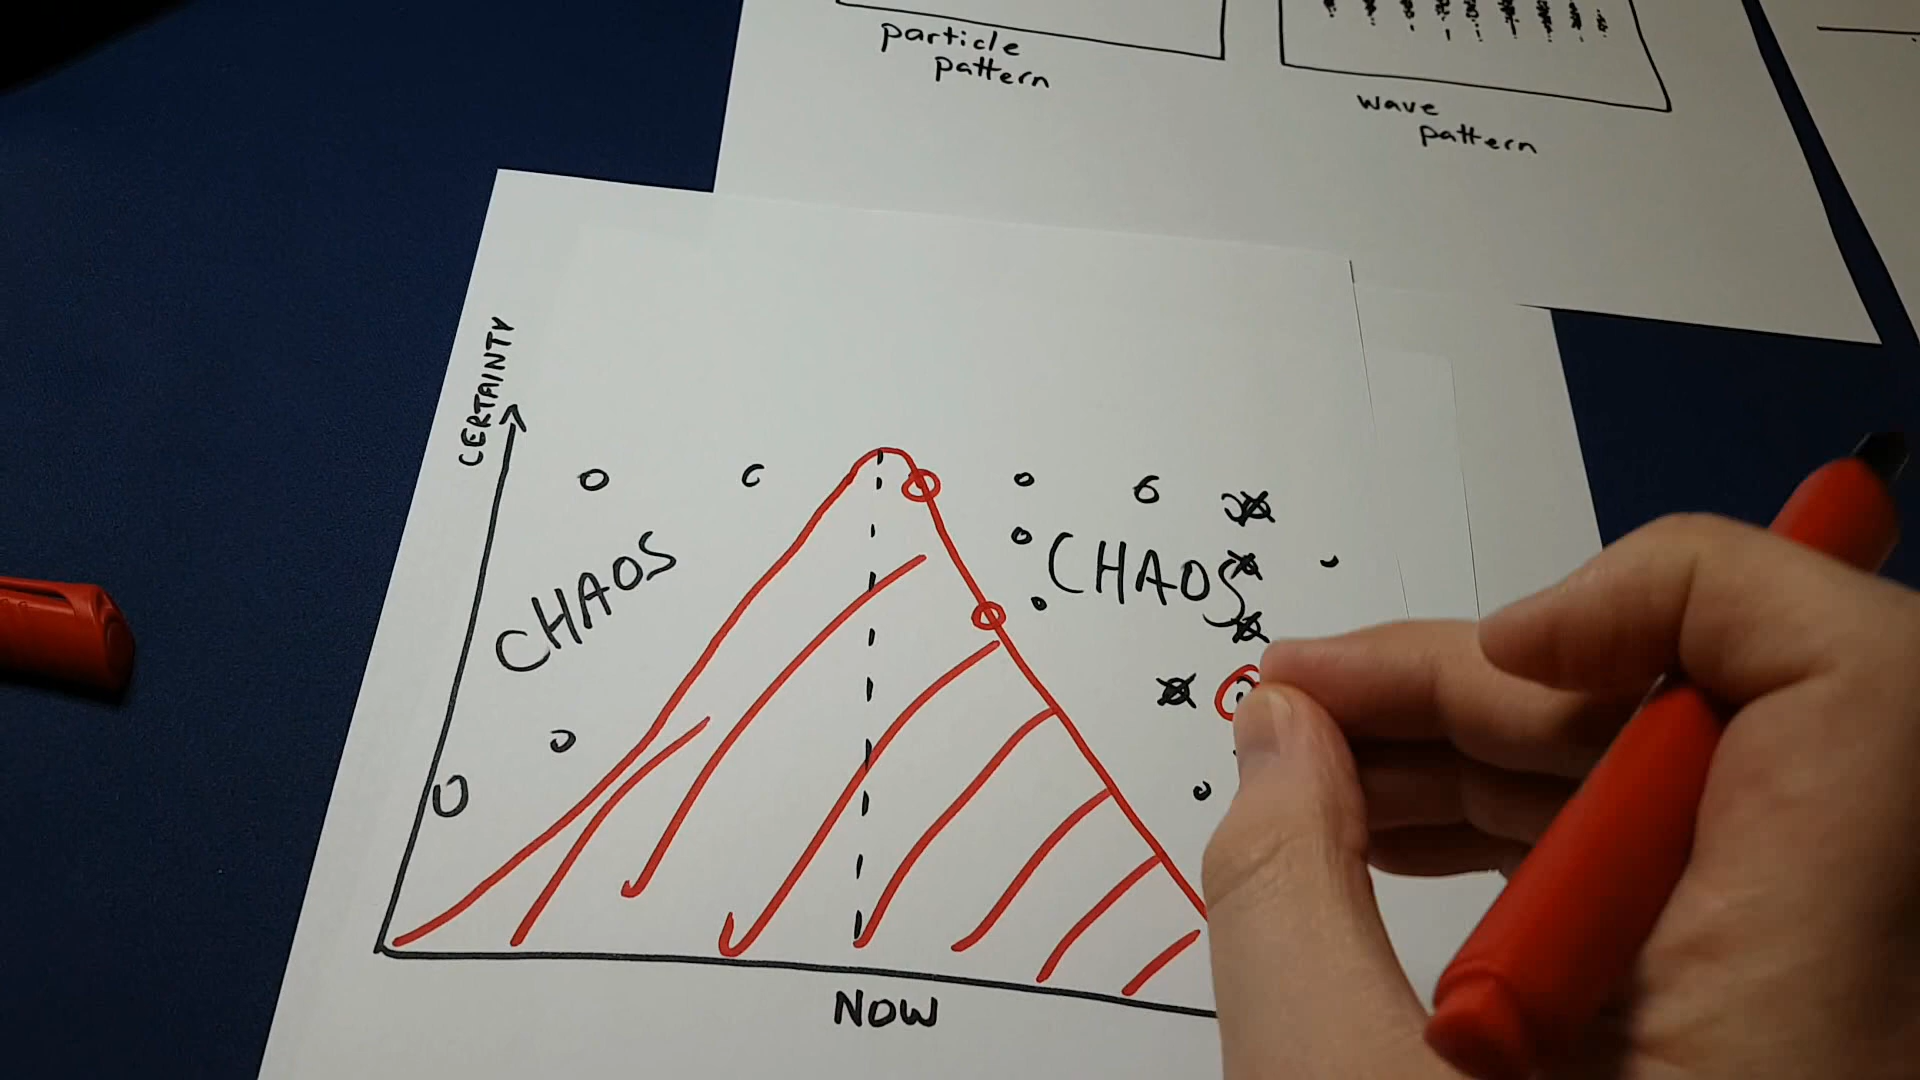 particle
pattern
wave
pattern
CERTAINTY
CHAOS
CHAOS
NOW